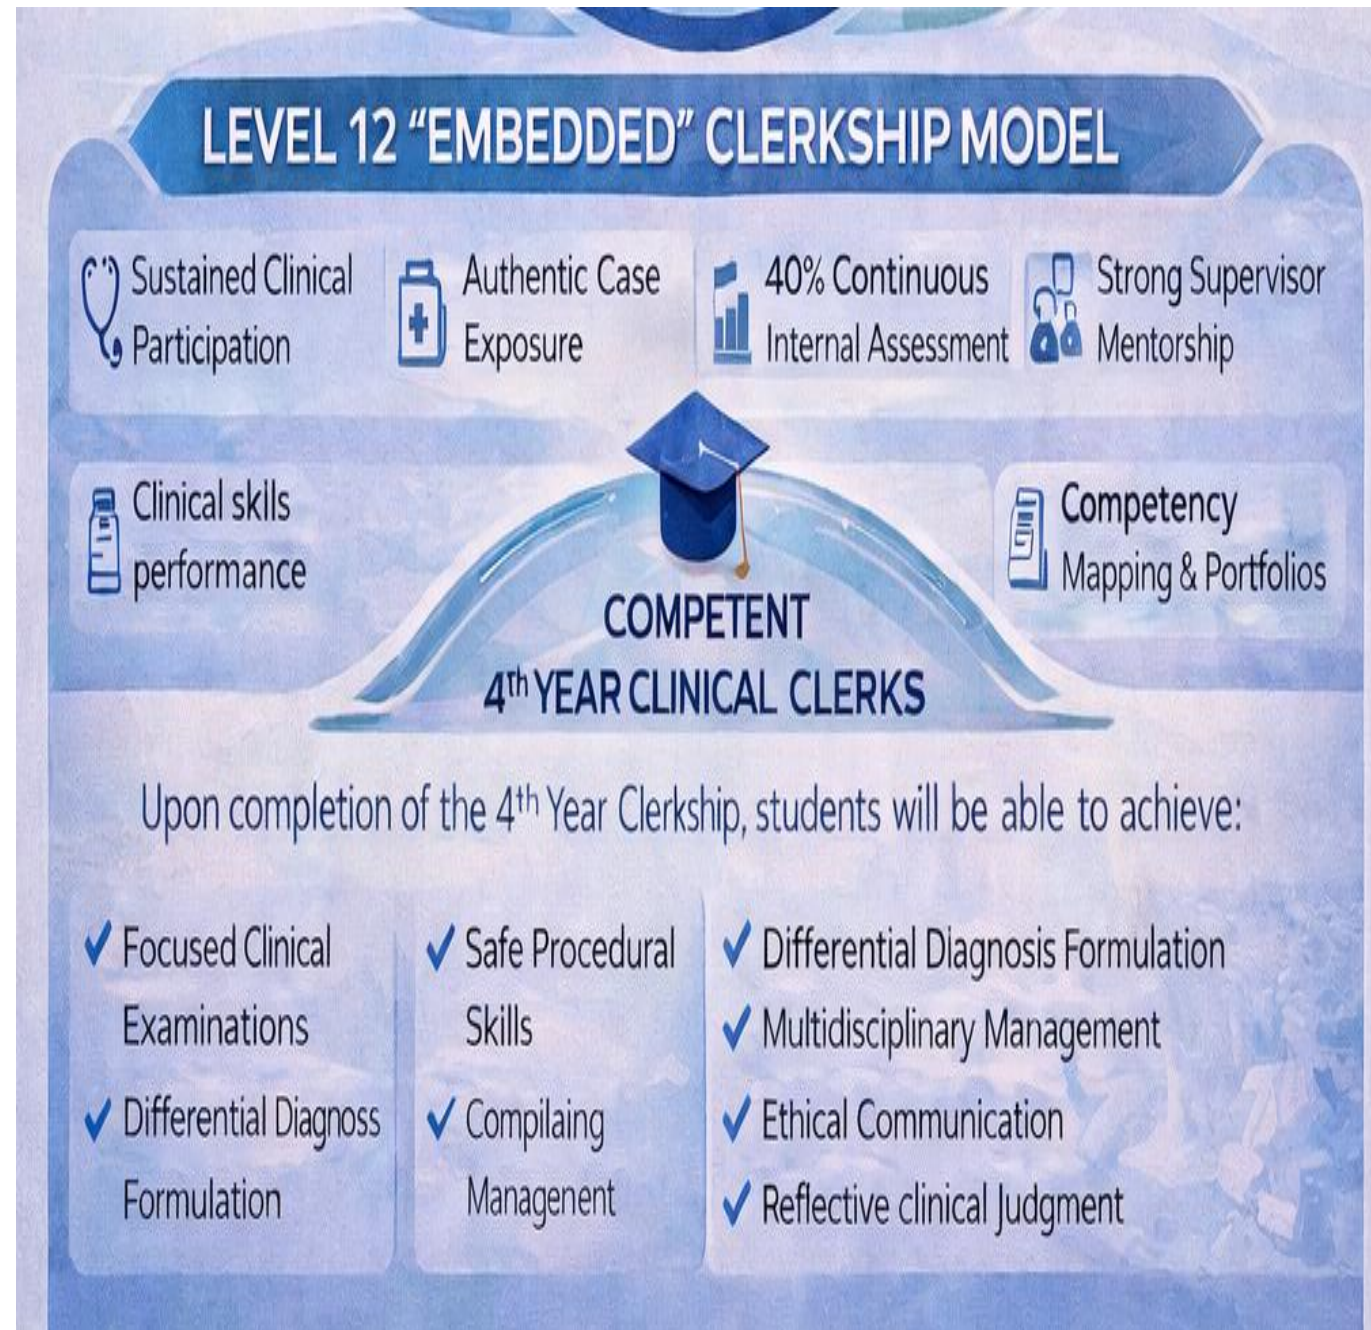 LEVEL 12 “EMBEDDED” CLERKSHIP MODEL
Sustained Clinical
Participation
Authentic Case
Exposure
40% Continuous
Internal Assessment
Strong Supervisor
Mentorship
Clinical sklls
performance
Competency
Mapping & Portfolios
COMPETENT
4th YEAR CLINICAL CLERKS
Upon completion of the 4th Year Clerkship, students will be able to achieve:
✓ Focused Clinical
Examinations
✓ Differential Diagnoss
Formulation
✓ Safe Procedural
Skills
✓ Compilaing
Managenent
✓ Differential Diagnosis Formulation
✓ Multidisciplinary Management
✓ Ethical Communication
✓ Reflective clinical Judgment